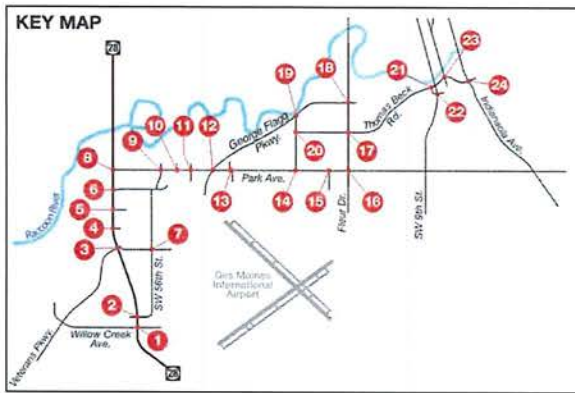 KEY MAP
28
18
19
21
23
22
24
George Flagg
Pkwy.
Thomas Beck
Rd.
Indianola Ave.
8
9
10
11
12
20
17
13
Park Ave.
14
15
16
6
5
4
3
7
Raccoon River
Fleur Dr.
SW 9th St.
SW 56th St.
Des Moines
International
Airport
2
1
Willow Creek
Ave.
Veterans Pkwy.
28